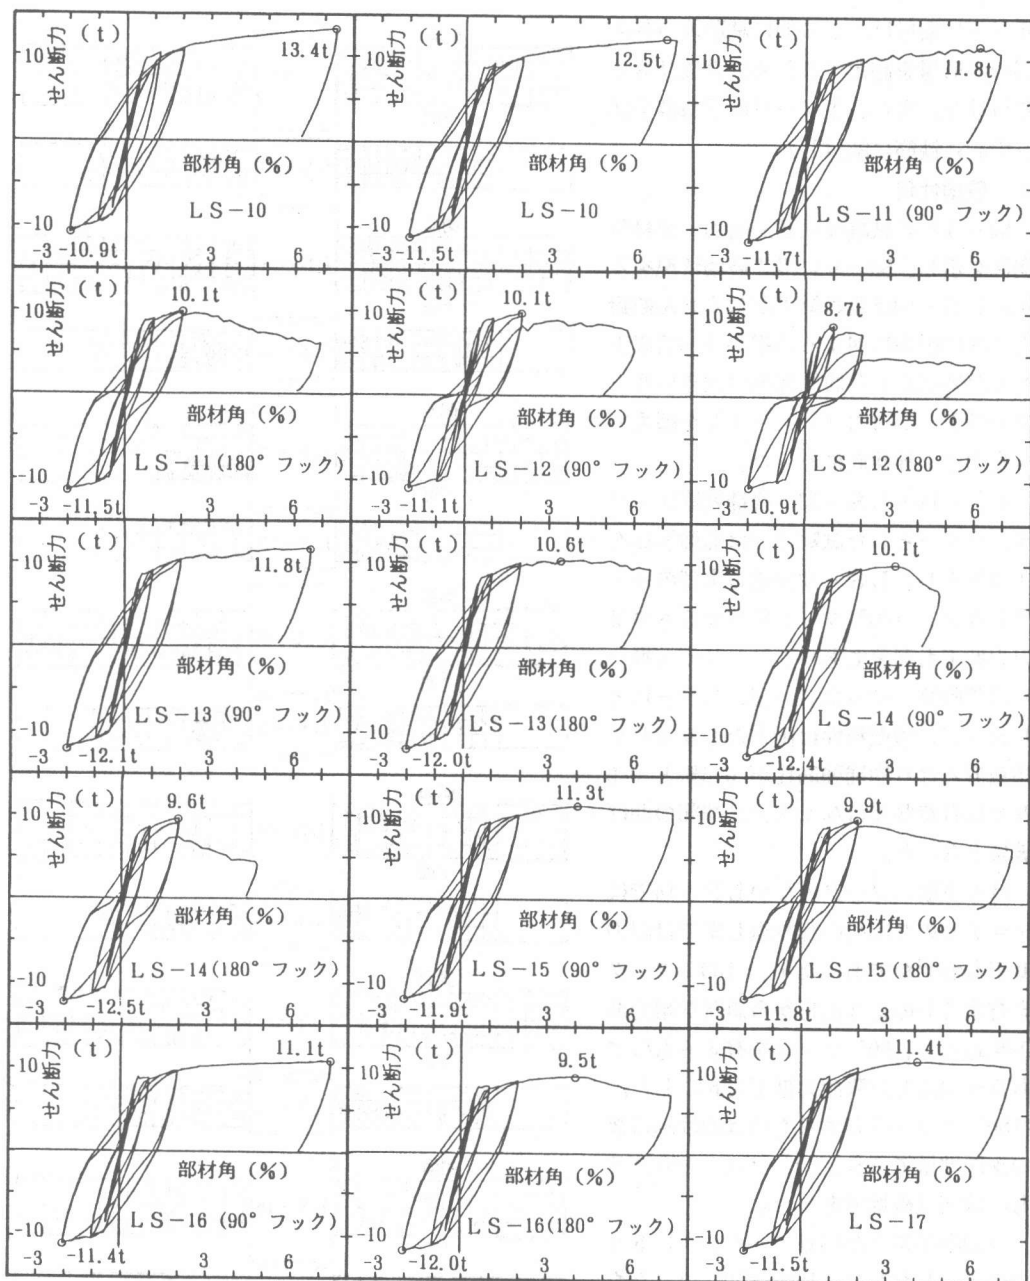 せん断力
(t)
10
13.4t
部材角 (%)
LS-10
-10
-3
-10.9t
3
6
せん断力
(t)
10
12.5t
部材角 (%)
LS-10
-10
-3
-11.5t
3
6
せん断力
(t)
10
11.8t
部材角 (%)
LS-11 (90° フック)
-10
-3
-11.7t
3
6
せん断力
(t)
10
10.1t
部材角 (%)
LS-11(180° フック)
-10
-3
-11.5t
3
6
せん断力
(t)
10
10.1t
部材角 (%)
LS-12 (90° フック)
-10
-3
-11.1t
3
6
せん断力
(t)
10
8.7t
部材角 (%)
LS-12(180° フック)
-10
-3
-10.9t
3
6
せん断力
(t)
10
11.8t
部材角 (%)
LS-13 (90° フック)
-10
-3
-12.1t
3
6
せん断力
(t)
10
10.6t
部材角 (%)
LS-13(180° フック)
-10
-3
-12.0t
3
6
せん断力
(t)
10
10.1t
部材角 (%)
LS-14 (90° フック)
-10
-3
-12.4t
3
6
せん断力
(t)
10
9.6t
部材角 (%)
LS-14(180° フック)
-10
-3
-12.5t
3
6
せん断力
(t)
10
11.3t
部材角 (%)
LS-15 (90° フック)
-10
-3
-11.9t
3
6
せん断力
(t)
10
9.9t
部材角 (%)
LS-15(180° フック)
-10
-3
-11.8t
3
6
せん断力
(t)
10
11.1t
部材角 (%)
LS-16 (90° フック)
-10
-3
-11.4t
3
6
せん断力
(t)
10
9.5t
部材角 (%)
LS-16(180° フック)
-10
-3
-12.0t
3
6
せん断力
(t)
10
11.4t
部材角 (%)
LS-17
-10
-3
-11.5t
3
6